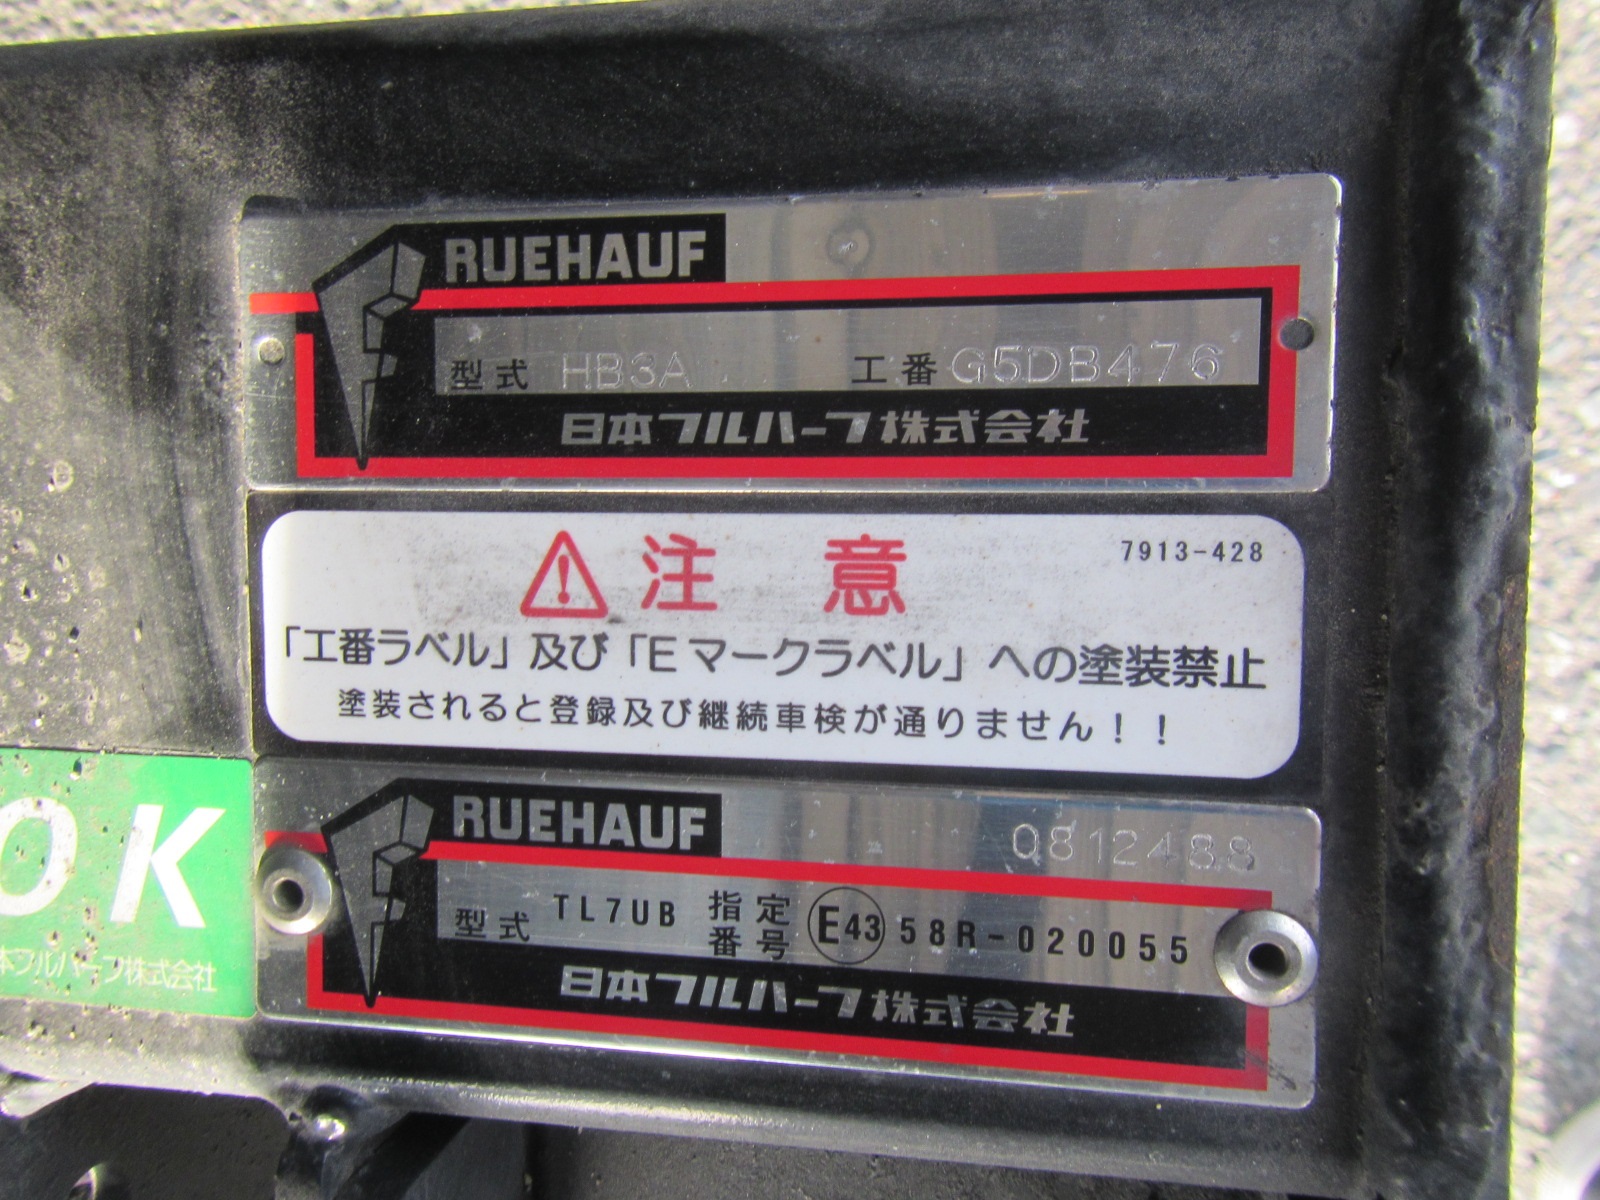 FRUEHAUF
型式 HB3A 工番 G5DB476
日本フルハーフ株式会社
⚠ 注 意 7913-428
「工番ラベル」及び「Eマークラベル」への塗装禁止
塗装されると登録及び継続車検が通りません！！
OK
本フルハーフ株式会社
FRUEHAUF 0812488
型式 TL7UB 指定番号 E43 58R-020055
日本フルハーフ株式会社